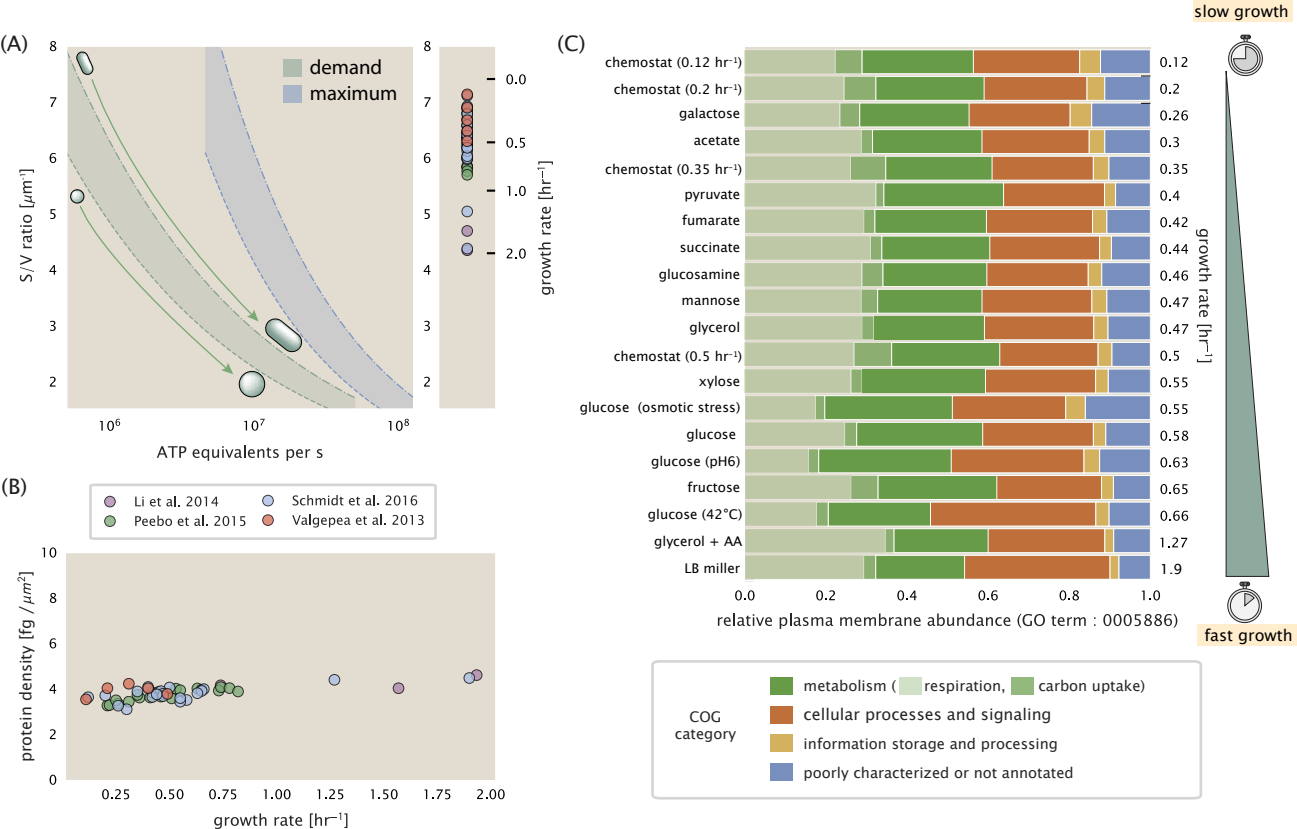 (A)
8
7
6
5
4
3
2
S/V ratio [μm⁻¹]
demand
maximum
10⁶
10⁷
10⁸
ATP equivalents per s
8
7
6
5
4
3
2
0.0
0.5
1.0
2.0
growth rate [hr⁻¹]
(B)
Li et al. 2014
Schmidt et al. 2016
Peebo et al. 2015
Valgepea et al. 2013
10
8
6
4
2
0
protein density [fg / μm²]
0.25
0.50
0.75
1.00
1.25
1.50
1.75
2.00
growth rate [hr⁻¹]
(C)
slow growth
chemostat (0.12 hr⁻¹)
0.12
chemostat (0.2 hr⁻¹)
0.2
galactose
0.26
acetate
0.3
chemostat (0.35 hr⁻¹)
0.35
pyruvate
0.4
fumarate
0.42
succinate
0.44
glucosamine
0.46
mannose
0.47
glycerol
0.47
chemostat (0.5 hr⁻¹)
0.5
xylose
0.55
glucose (osmotic stress)
0.55
glucose
0.58
glucose (pH6)
0.63
fructose
0.65
glucose (42°C)
0.66
glycerol + AA
1.27
LB miller
1.9
growth rate [hr⁻¹]
0.0
0.2
0.4
0.6
0.8
1.0
relative plasma membrane abundance (GO term : 0005886)
fast growth
COG
category
metabolism ( respiration, carbon uptake)
cellular processes and signaling
information storage and processing
poorly characterized or not annotated